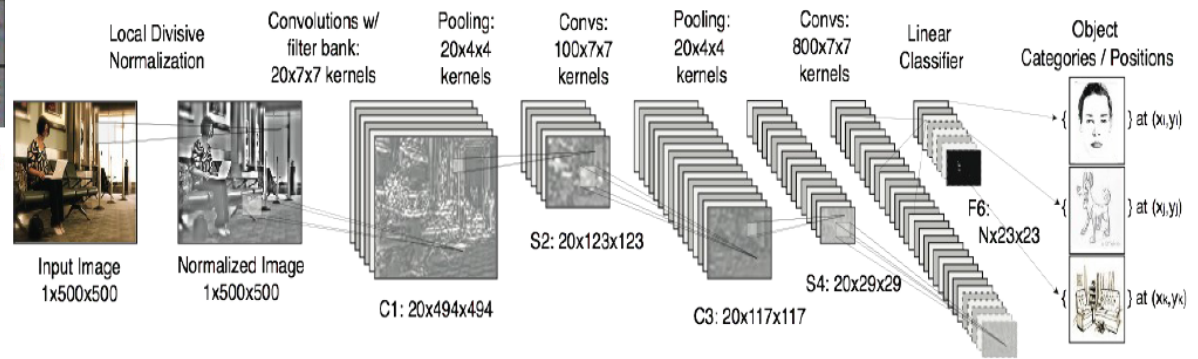 Local Divisive
Normalization
Convolutions w/
filter bank:
20x7x7 kernels
Pooling:
20x4x4
kernels
Convs:
100x7x7
kernels
Pooling:
20x4x4
kernels
Convs:
800x7x7
kernels
Linear
Classifier
Object
Categories / Positions
{ } at (xi,yi)
{ } at (xj,yj)
{ } at (xk,yk)
Input Image
1x500x500
Normalized Image
1x500x500
C1: 20x494x494
S2: 20x123x123
C3: 20x117x117
S4: 20x29x29
F6:
Nx23x23